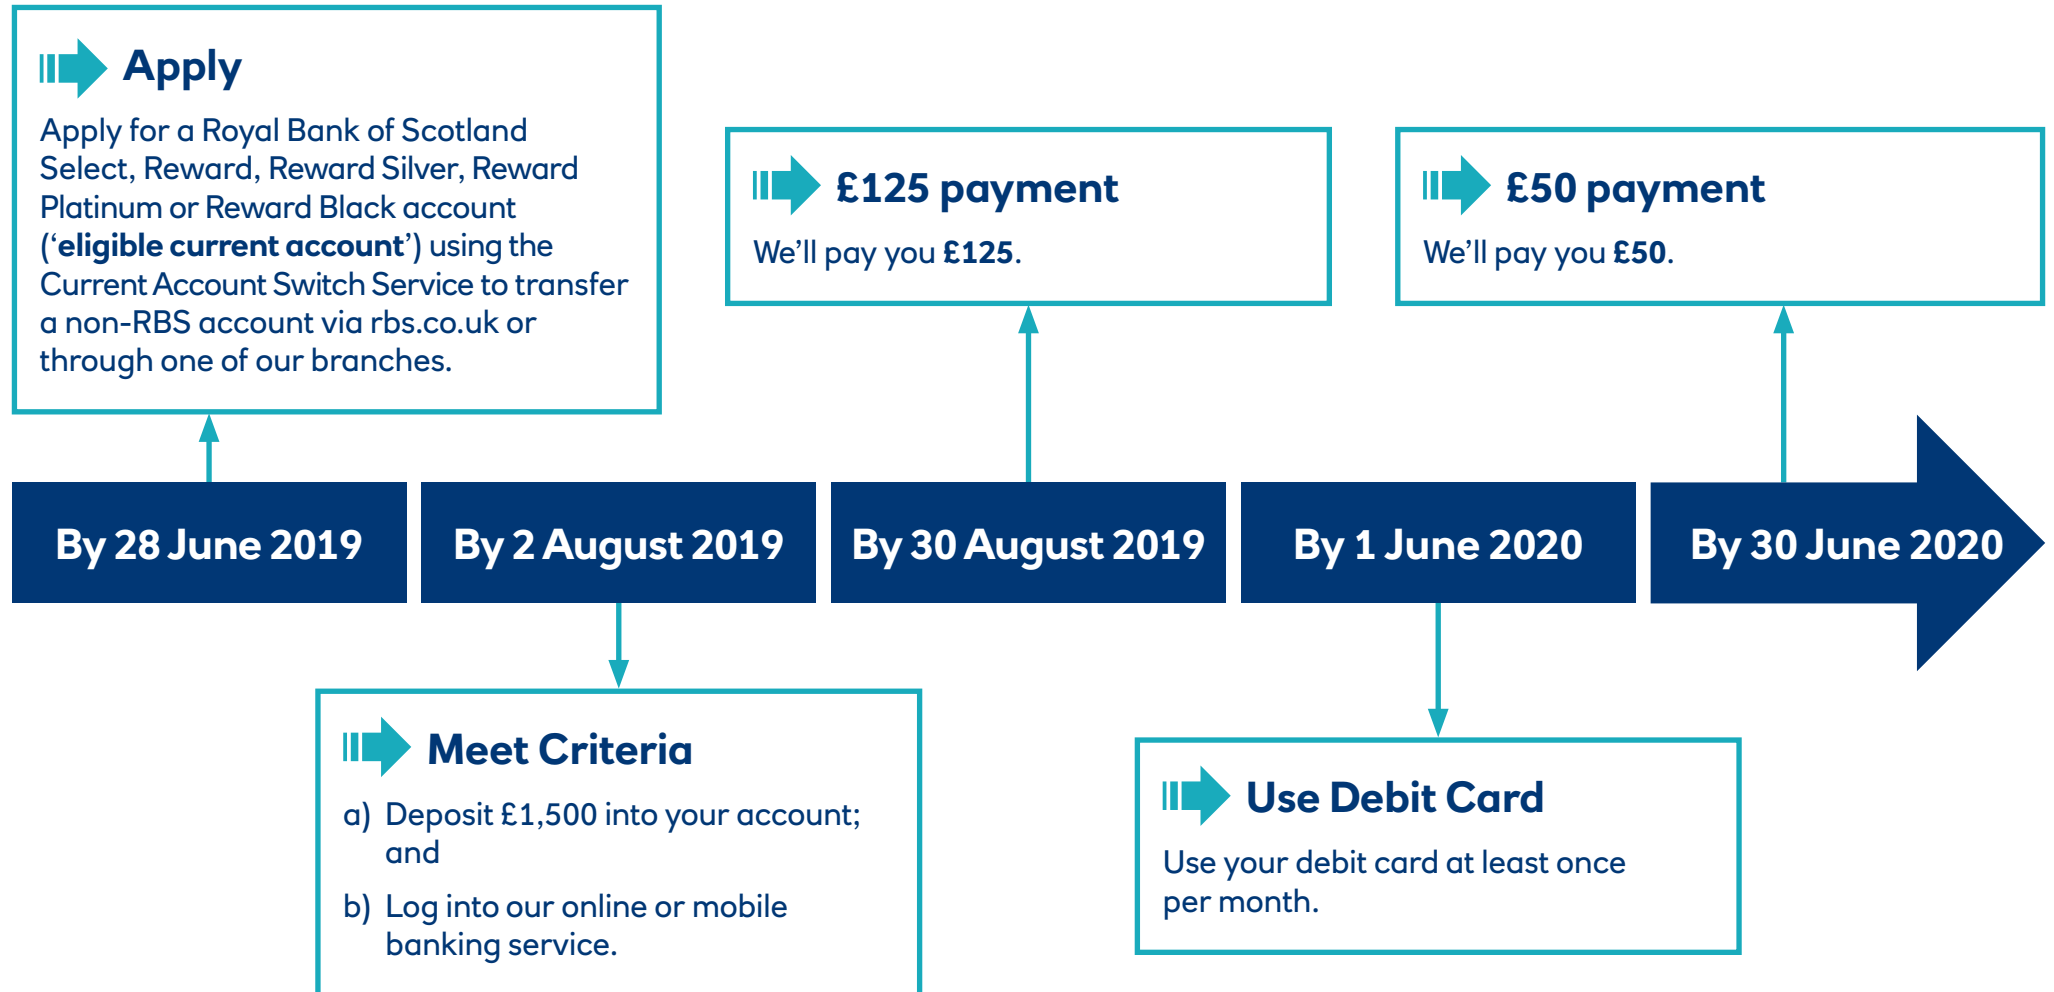 Apply
Apply for a Royal Bank of Scotland
Select, Reward, Reward Silver, Reward
Platinum or Reward Black account
(‘eligible current account’) using the
Current Account Switch Service to transfer
a non-RBS account via rbs.co.uk or
through one of our branches.
£125 payment
We’ll pay you £125.
£50 payment
We’ll pay you £50.
By 28 June 2019
By 2 August 2019
By 30 August 2019
By 1 June 2020
By 30 June 2020
Meet Criteria
a) Deposit £1,500 into your account;
and
b) Log into our online or mobile
banking service.
Use Debit Card
Use your debit card at least once
per month.